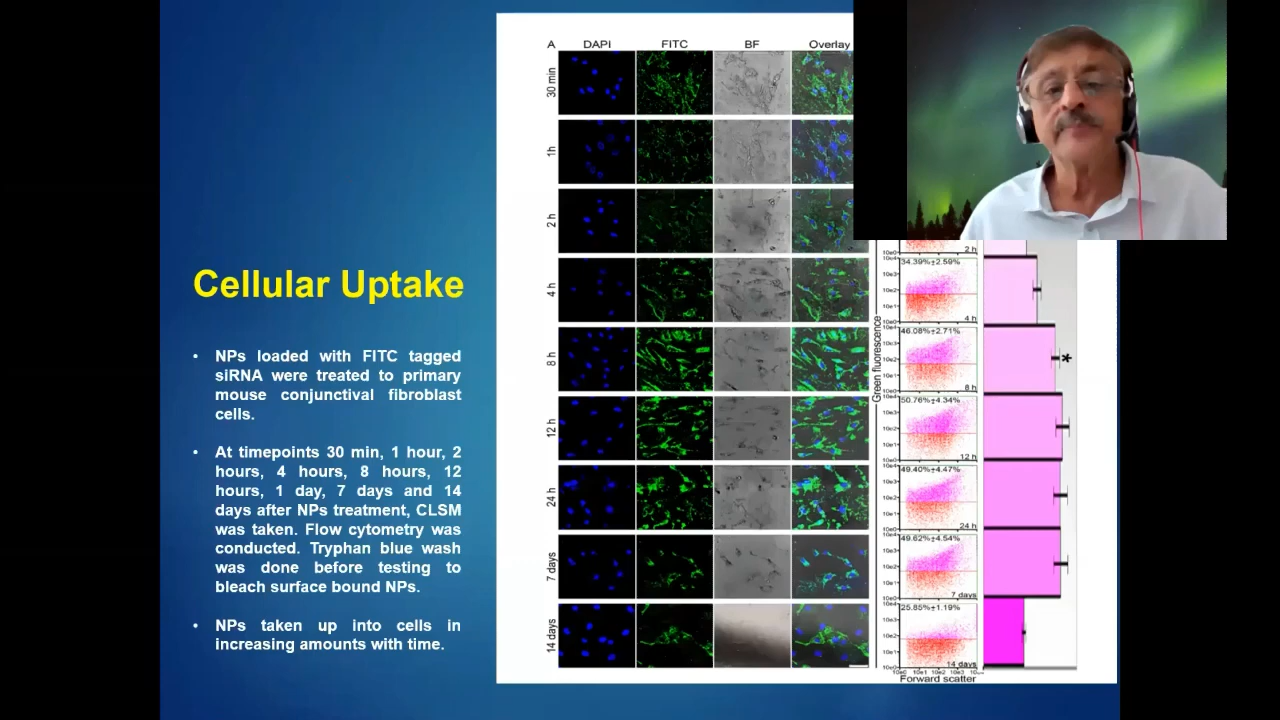 Cellular Uptake
• NPs loaded with FITC tagged
siRNA were treated to primary
mouse conjunctival fibroblast
cells.
• At timepoints 30 min, 1 hour, 2
hours, 4 hours, 8 hours, 12
hours, 1 day, 7 days and 14
days after NPs treatment, CLSM
was taken. Flow cytometry was
conducted. Tryphan blue wash
was done before testing to
bleach surface bound NPs.
• NPs taken up into cells in
increasing amounts with time.
A DAPI FITC BF Overlay
30 min
1h
2 h
4 h
8 h
12 h
24 h
7 days
14 days
Green fluorescence
2 h
34.39%±2.59%
4 h
46.08%±2.71%
8 h
*
50.76%±4.34%
12 h
49.40%±4.47%
24 h
49.62%±4.54%
7 days
25.85%±1.19%
14 days
Forward scatter